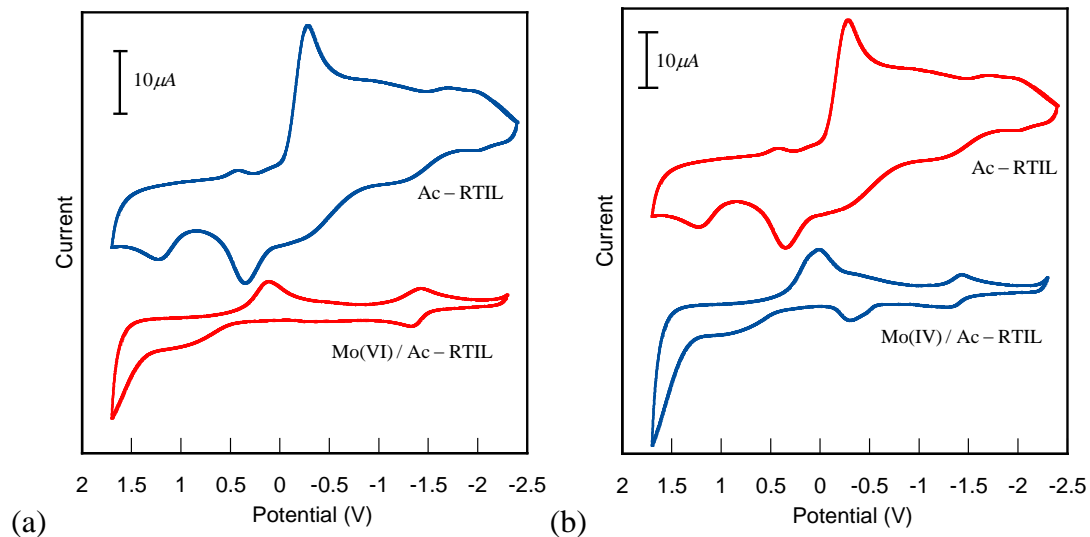 10μA
Ac – RTIL
Mo(VI) / Ac – RTIL
Current
2 1.5 1 0.5 0 -0.5 -1 -1.5 -2 -2.5
Potential (V)
(a)
10μA
Ac – RTIL
Mo(IV) / Ac – RTIL
Current
2 1.5 1 0.5 0 -0.5 -1 -1.5 -2 -2.5
Potential (V)
(b)